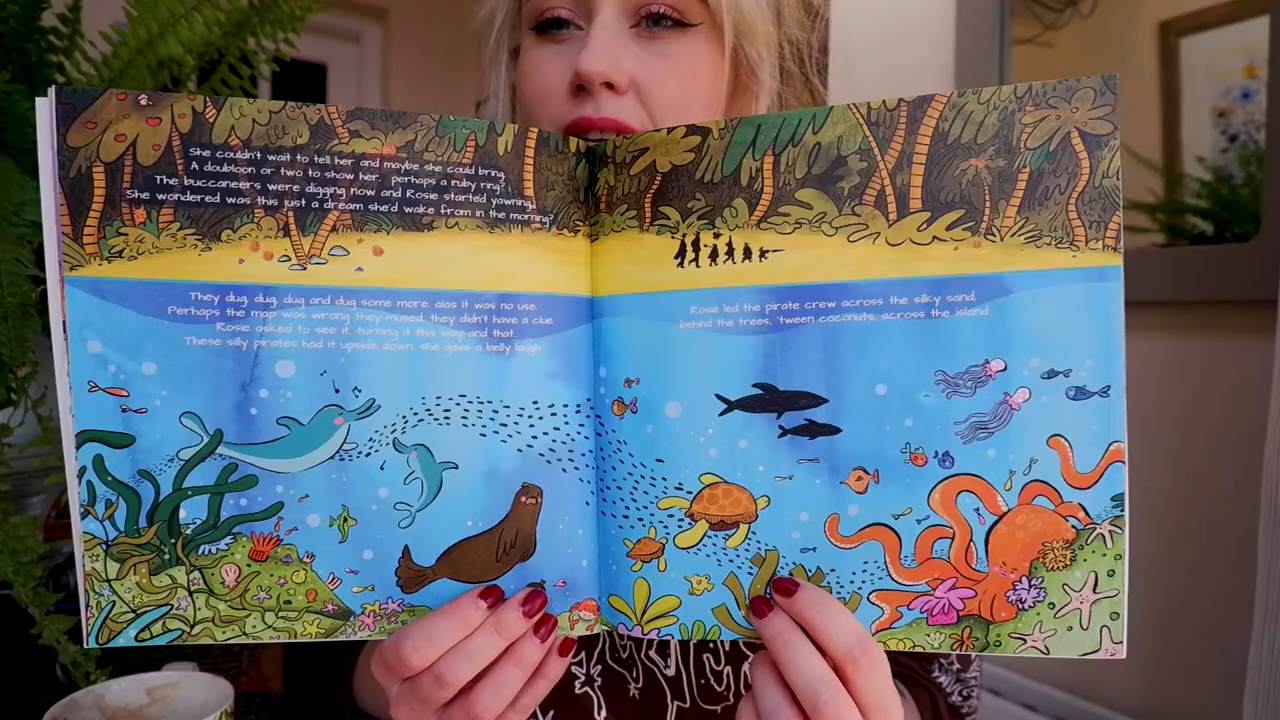 She couldn't wait to tell her and maybe she could bring,
A doubloon or two to show her, perhaps a ruby ring?
The buccaneers were digging now and Rosie started yawning,
She wondered was this just a dream she'd wake from in the morning?
They dug, dug, dug and dug some more, alas it was no use.
Perhaps the map was wrong they mused, they didn't have a clue.
Rosie asked to see it, turning it this way and that.
These silly pirates had it upside down, she gave a belly laugh.
Rosie led the pirate crew across the silky sand,
behind the trees, 'tween coconuts, across the island